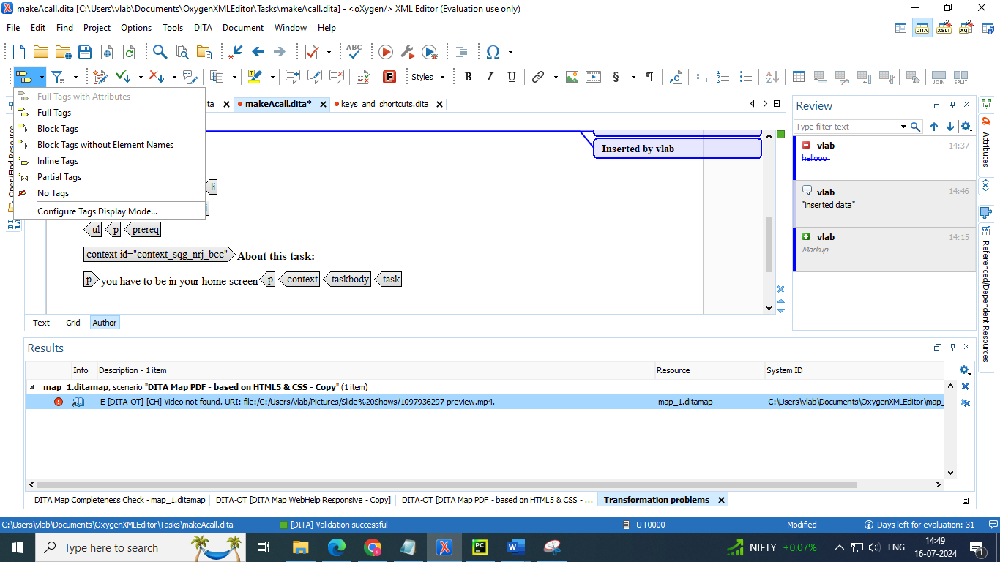 makeAcall.dita [C:\Users\vlab\Documents\OxygenXMLEditor\Tasks\makeAcall.dita] - <oXygen/> XML Editor (Evaluation use only)
File Edit Find Project Options Tools DITA Document Window Help
DITA XSLT XQ
ABC
F Styles B I U § ¶ JOIN SPLIT
ita makeAcall.dita* keys_and_shortcuts.dita
Full Tags with Attributes
Full Tags
Block Tags
Block Tags without Element Names
Inline Tags
Partial Tags
No Tags
Configure Tags Display Mode...
Open/Find Resource
DITA
Inserted by vlab
li
i
ul p prereq
context id="context_sqg_nrj_bcc" About this task:
p you have to be in your home screen p context taskbody task
Text Grid Author
Review
Type filter text
vlab 14:37
hellooo
vlab 14:46
"inserted data"
vlab 14:15
Markup
Attributes
Referenced/Dependent Resources
Results
Info Description - 1 item Resource System ID
map_1.ditamap, scenario "DITA Map PDF - based on HTML5 & CSS - Copy" (1 item)
E [DITA-OT] [CH] Video not found. URI: file:/C:/Users/vlab/Pictures/Slide%20Shows/1097936297-preview.mp4. map_1.ditamap C:\Users\vlab\Documents\OxygenXMLEditor\map_
DITA Map Completeness Check - map_1.ditamap DITA-OT [DITA Map WebHelp Responsive - Copy] DITA-OT [DITA Map PDF - based on HTML5 & CSS - ... Transformation problems
C:\Users\vlab\Documents\OxygenXMLEditor\Tasks\makeAcall.dita [DITA] Validation successful U+0000 Modified Days left for evaluation: 31
Type here to search NIFTY +0.07% ENG 14:49
16-07-2024 1